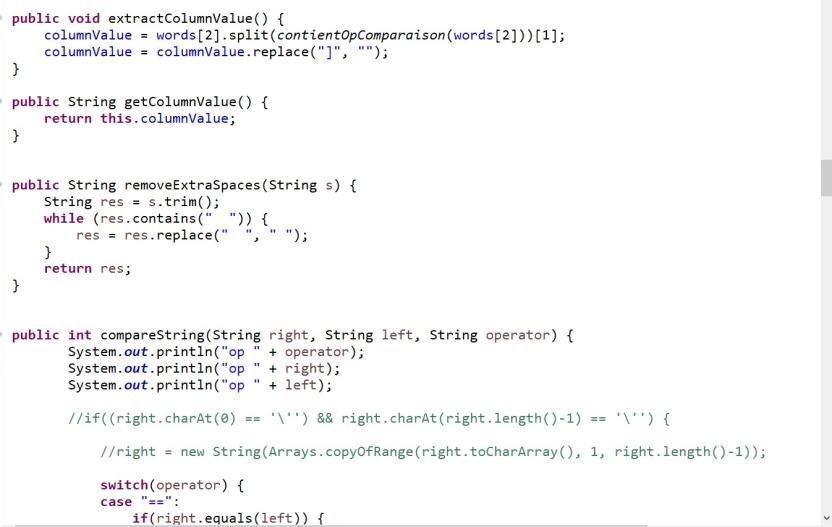 public void extractColumnValue() {
    columnValue = words[2].split(contientOpComparaison(words[2]))[1];
    columnValue = columnValue.replace("]", "");
}
public String getColumnValue() {
    return this.columnValue;
}
public String removeExtraSpaces(String s) {
    String res = s.trim();
    while (res.contains("  ")) {
        res = res.replace("  ", " ");
    }
    return res;
}
public int compareString(String right, String left, String operator) {
       System.out.println("op " + operator);
       System.out.println("op " + right);
       System.out.println("op " + left);
       //if((right.charAt(0) == '\'') && right.charAt(right.length()-1) == '\'') {
           //right = new String(Arrays.copyOfRange(right.toCharArray(), 1, right.length()-1));
           switch(operator) {
           case "==":
               if(right.equals(left)) {